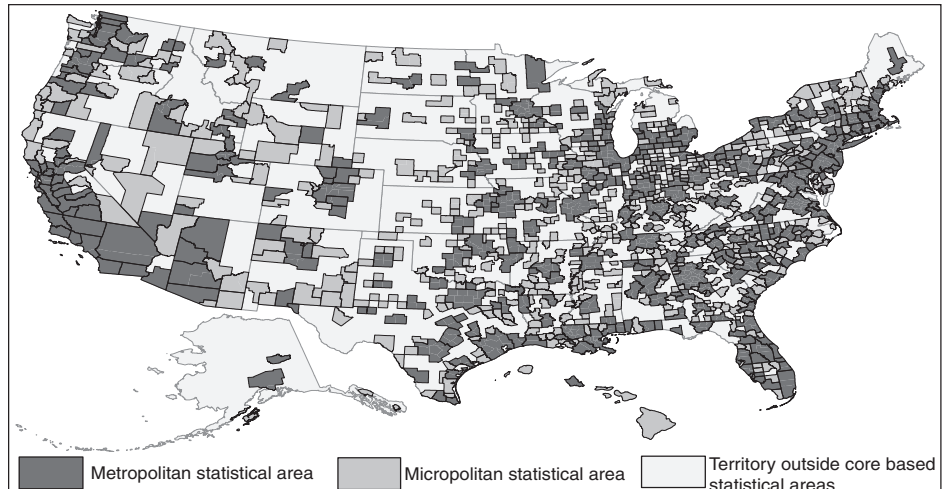 Metropolitan statistical area
Micropolitan statistical area
Territory outside core based
statistical areas